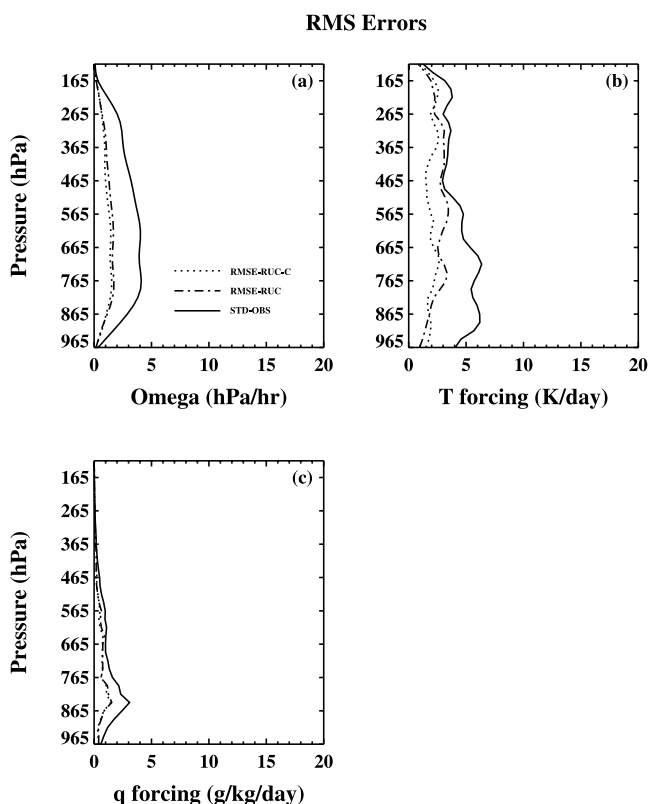 RMS Errors
(a)
165
265
365
465
565
665
765
865
965
Pressure (hPa)
RMSE-RUC-C
RMSE-RUC
STD-OBS
0 5 10 15 20
Omega (hPa/hr)
(b)
165
265
365
465
565
665
765
865
965
0 5 10 15 20
T forcing (K/day)
(c)
165
265
365
465
565
665
765
865
965
Pressure (hPa)
0 5 10 15 20
q forcing (g/kg/day)